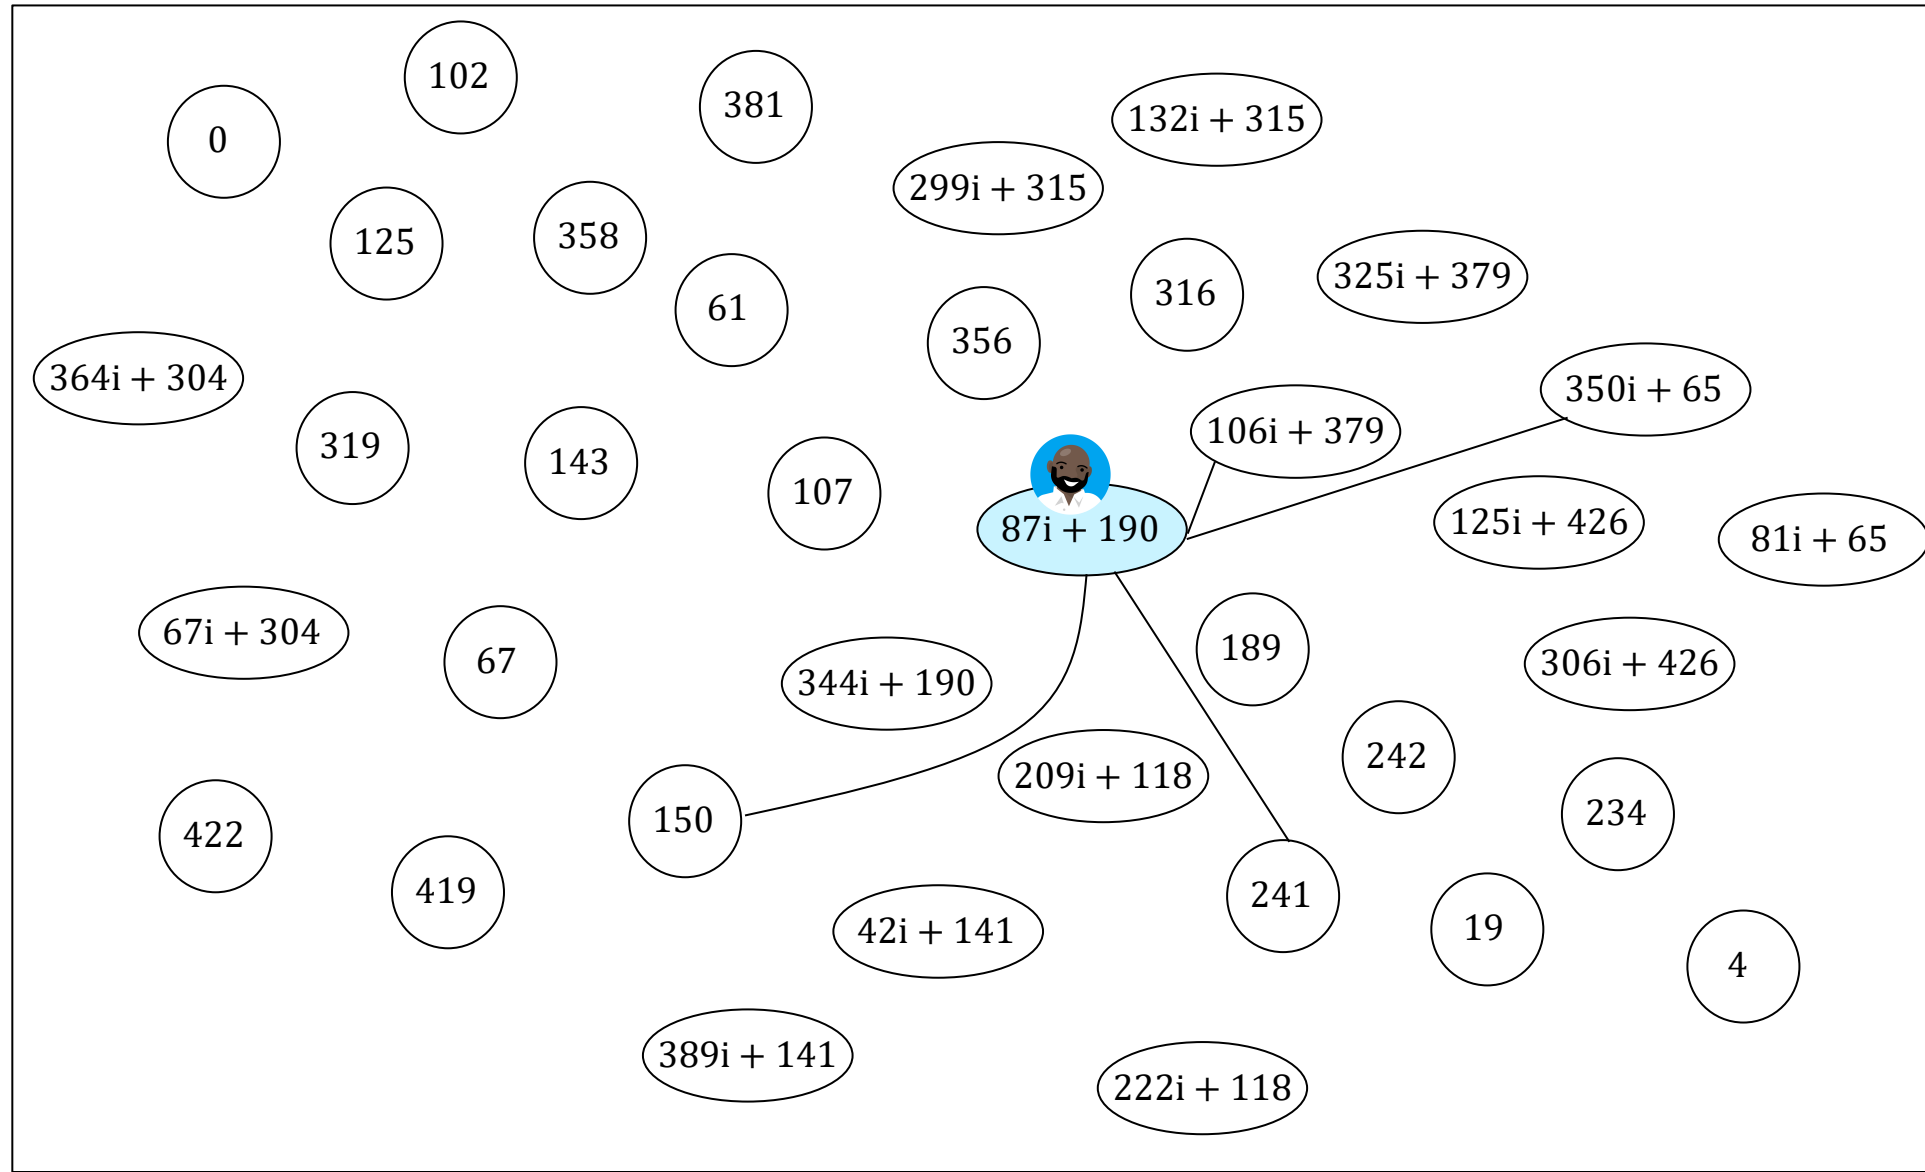 102
381
132i + 315
0
299i + 315
125
358
325i + 379
61
316
356
364i + 304
350i + 65
106i + 379
319
143
107
87i + 190
125i + 426
81i + 65
67i + 304
67
189
306i + 426
344i + 190
242
209i + 118
150
234
422
419
241
42i + 141
19
4
389i + 141
222i + 118